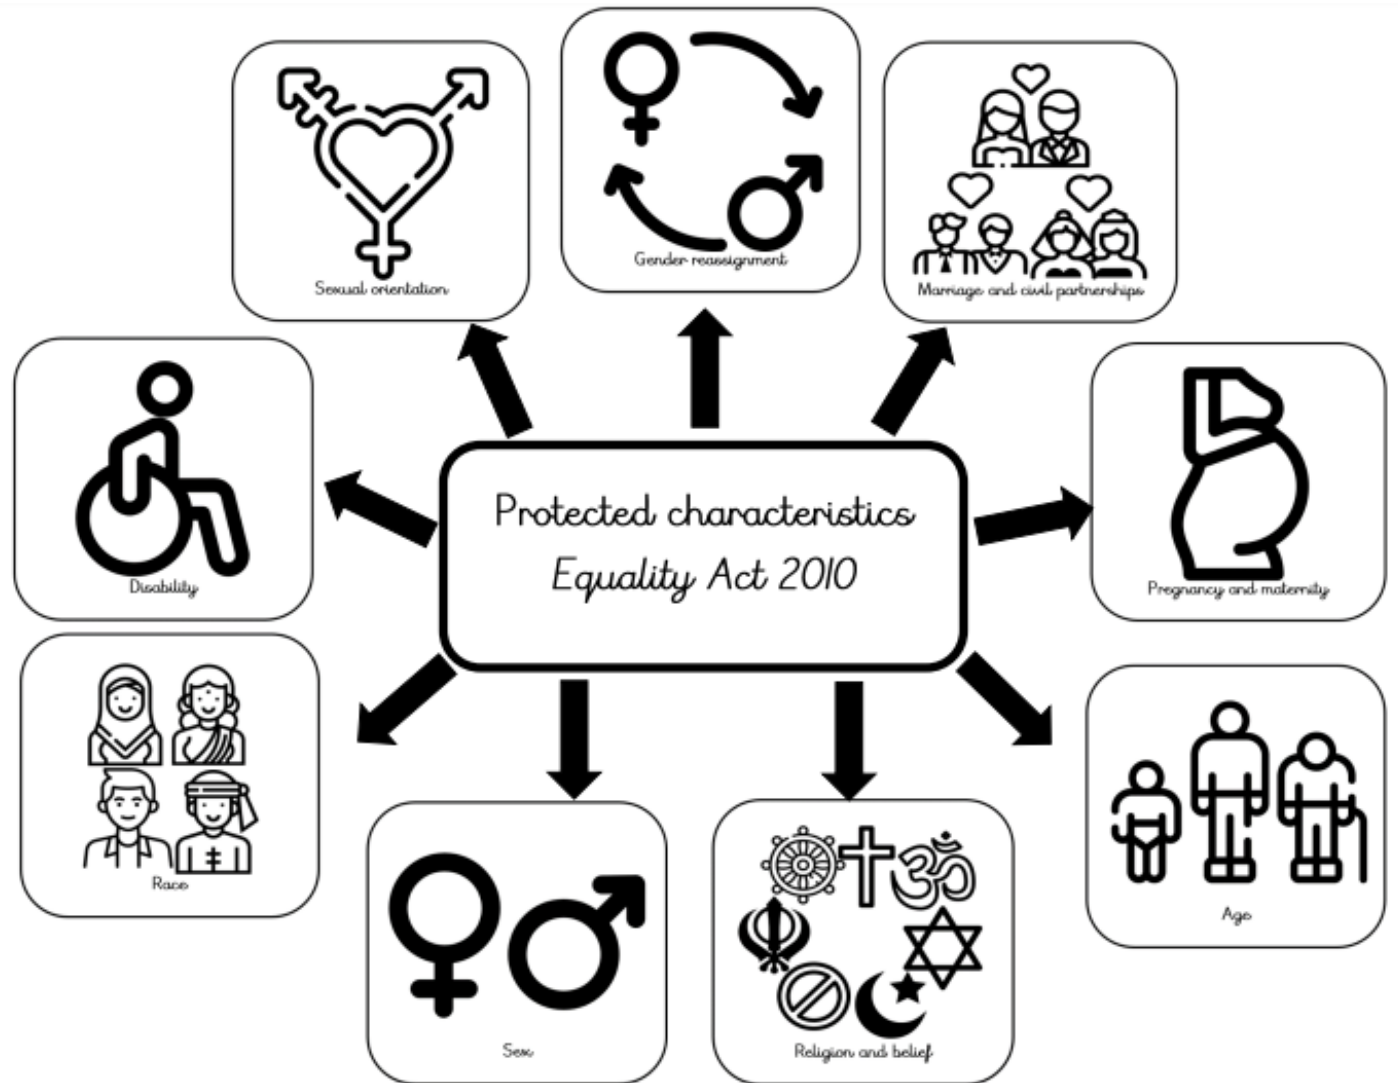 Gender reassignment
Sexual orientation
Marriage and civil partnerships
Protected characteristics
Equality Act 2010
Disability
Pregnancy and maternity
Race
Age
Sex
Religion and belief